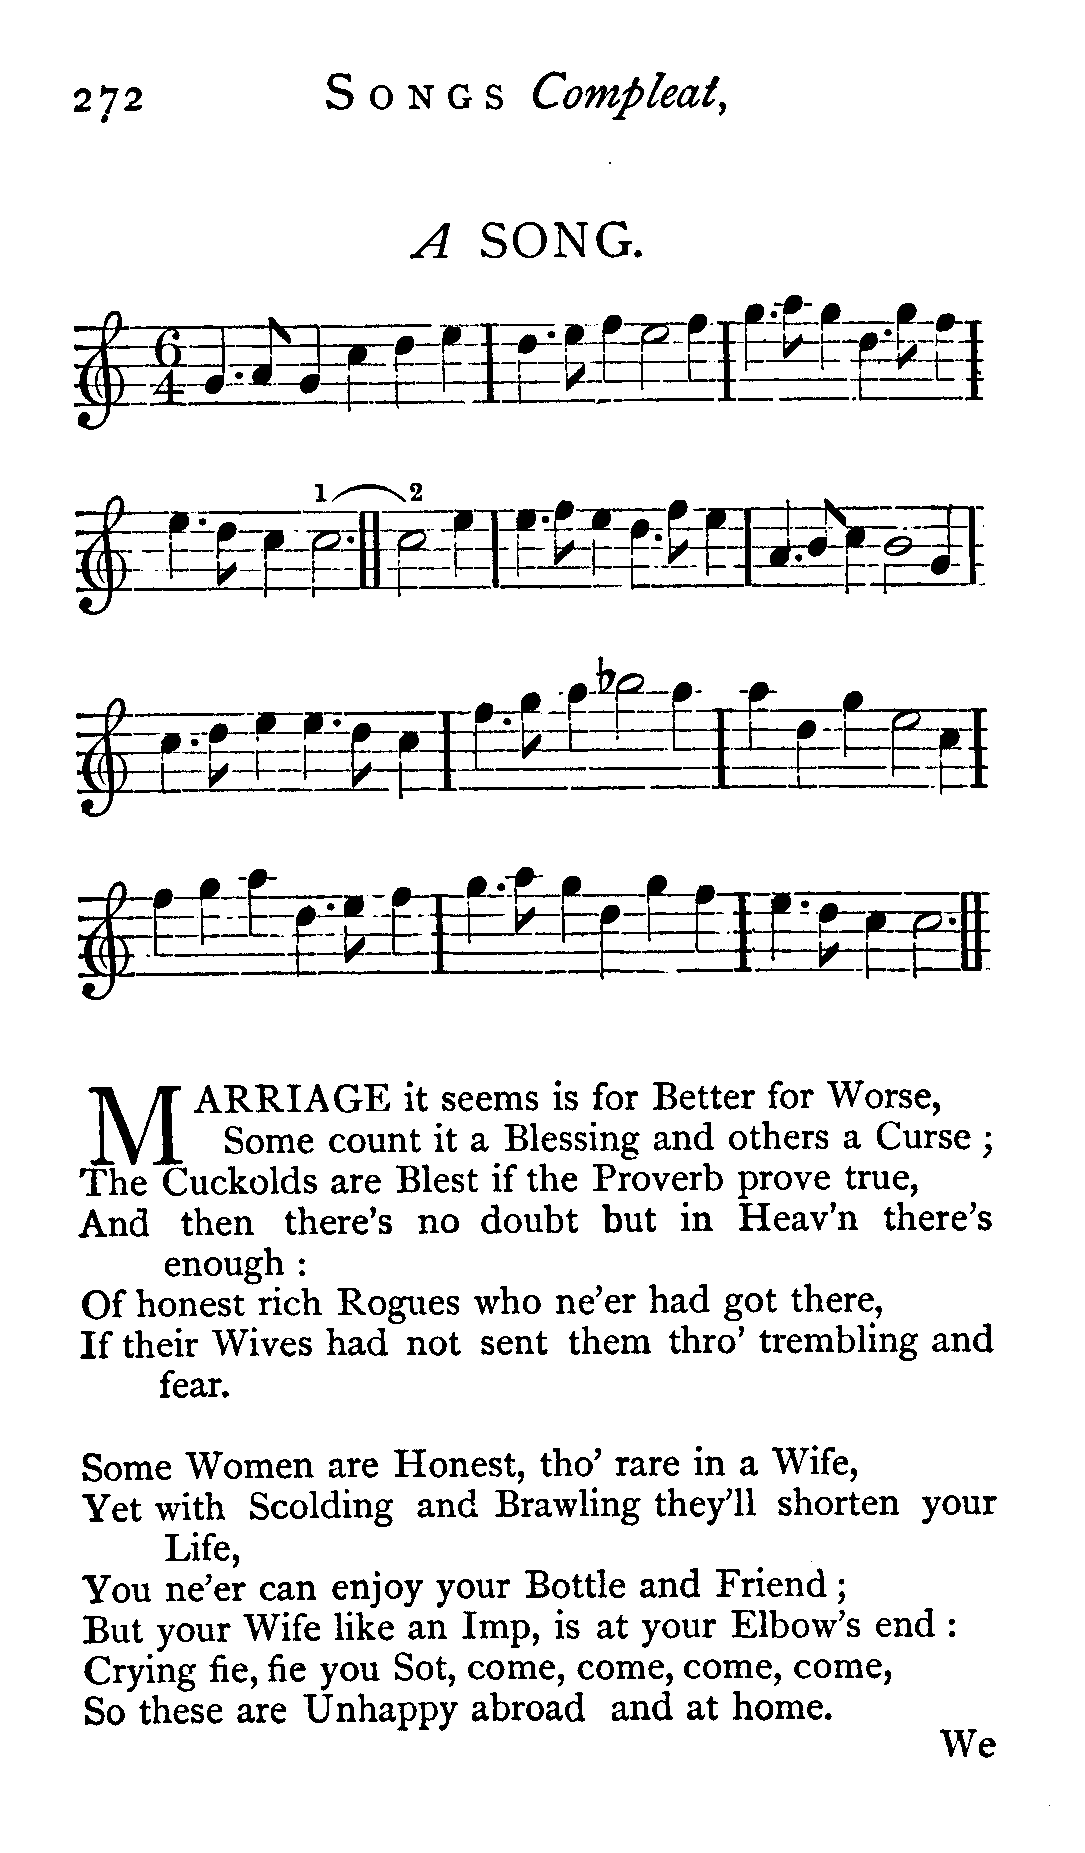 272 SONGS Compleat,
A SONG.
6
4
1 2
MARRIAGE it seems is for Better for Worse,
Some count it a Blessing and others a Curse ;
The Cuckolds are Blest if the Proverb prove true,
And then there's no doubt but in Heav'n there's
enough :
Of honest rich Rogues who ne'er had got there,
If their Wives had not sent them thro' trembling and
fear.
Some Women are Honest, tho' rare in a Wife,
Yet with Scolding and Brawling they'll shorten your
Life,
You ne'er can enjoy your Bottle and Friend ;
But your Wife like an Imp, is at your Elbow's end :
Crying fie, fie you Sot, come, come, come, come,
So these are Unhappy abroad and at home.
We